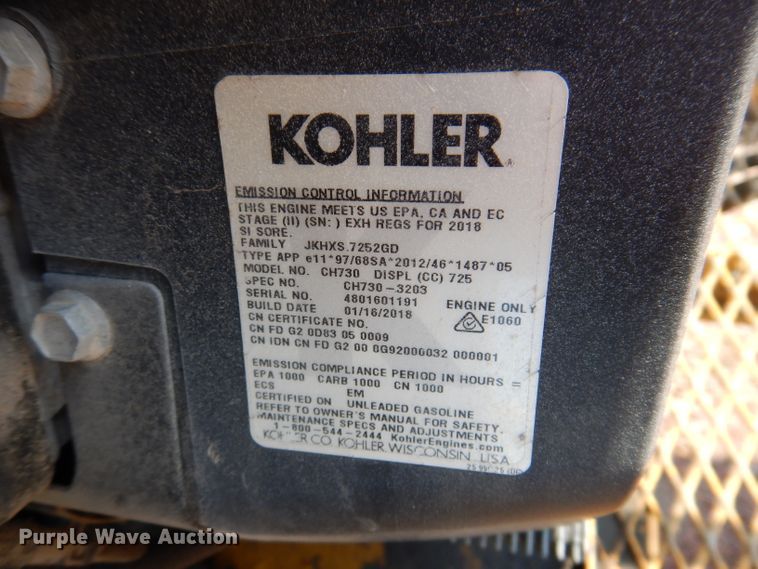 KOHLER®
EMISSION CONTROL INFORMATION
THIS ENGINE MEETS US EPA, CA AND EC
STAGE (II) (SN: ) EXH REGS FOR 2018
SI SORE.
FAMILY JKHXS.7252GD
TYPE APP e11*97/68SA*2012/46*1487*05
MODEL NO. CH730 DISPL (CC) 725
SPEC NO. CH730-3203
SERIAL NO. 4801601191 ENGINE ONLY
BUILD DATE 01/16/2018 E1060
CN CERTIFICATE NO.
CN FD G2 0D83 05 0009
CN IDN CN FD G2 00 0G92000032 000001
EMISSION COMPLIANCE PERIOD IN HOURS =
EPA 1000 CARB 1000 CN 1000
ECS EM
CERTIFIED ON UNLEADED GASOLINE
REFER TO OWNER'S MANUAL FOR SAFETY,
MAINTENANCE SPECS AND ADJUSTMENTS
1-800-544-2444 KohlerEngines.com
KOHLER CO. KOHLER, WISCONSIN U.S.A.
Purple Wave Auction